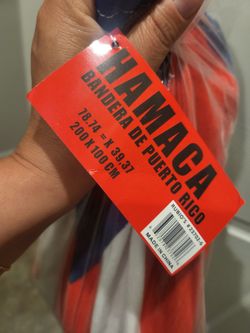 HAMACA
BANDERA DE PUERTO RICO
78.74 = X 39,37
200 X 100 CM
MADE IN CHINA